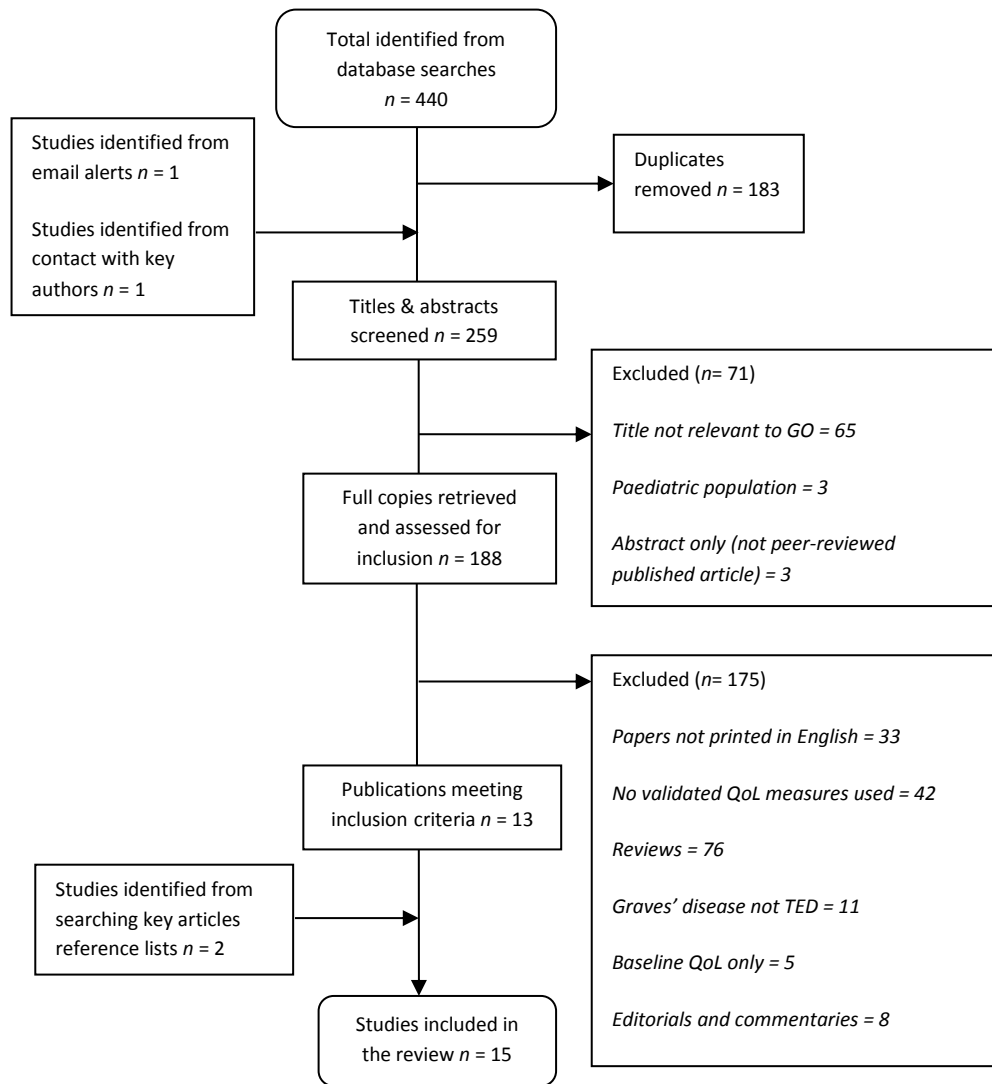 Total identified from
database searches
n = 440
Studies identified from
email alerts n = 1
Studies identified from
contact with key
authors n = 1
Duplicates
removed n = 183
Titles & abstracts
screened n = 259
Excluded (n= 71)
Title not relevant to GO = 65
Paediatric population = 3
Abstract only (not peer-reviewed
published article) = 3
Full copies retrieved
and assessed for
inclusion n = 188
Excluded (n= 175)
Papers not printed in English = 33
No validated QoL measures used = 42
Reviews = 76
Graves’ disease not TED = 11
Baseline QoL only = 5
Editorials and commentaries = 8
Publications meeting
inclusion criteria n = 13
Studies identified from
searching key articles
reference lists n = 2
Studies included in
the review n = 15